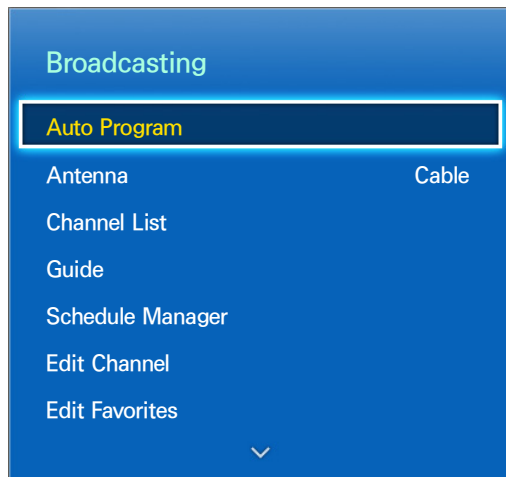 Broadcasting
Auto Program
Antenna Cable
Channel List
Guide
Schedule Manager
Edit Channel
Edit Favorites